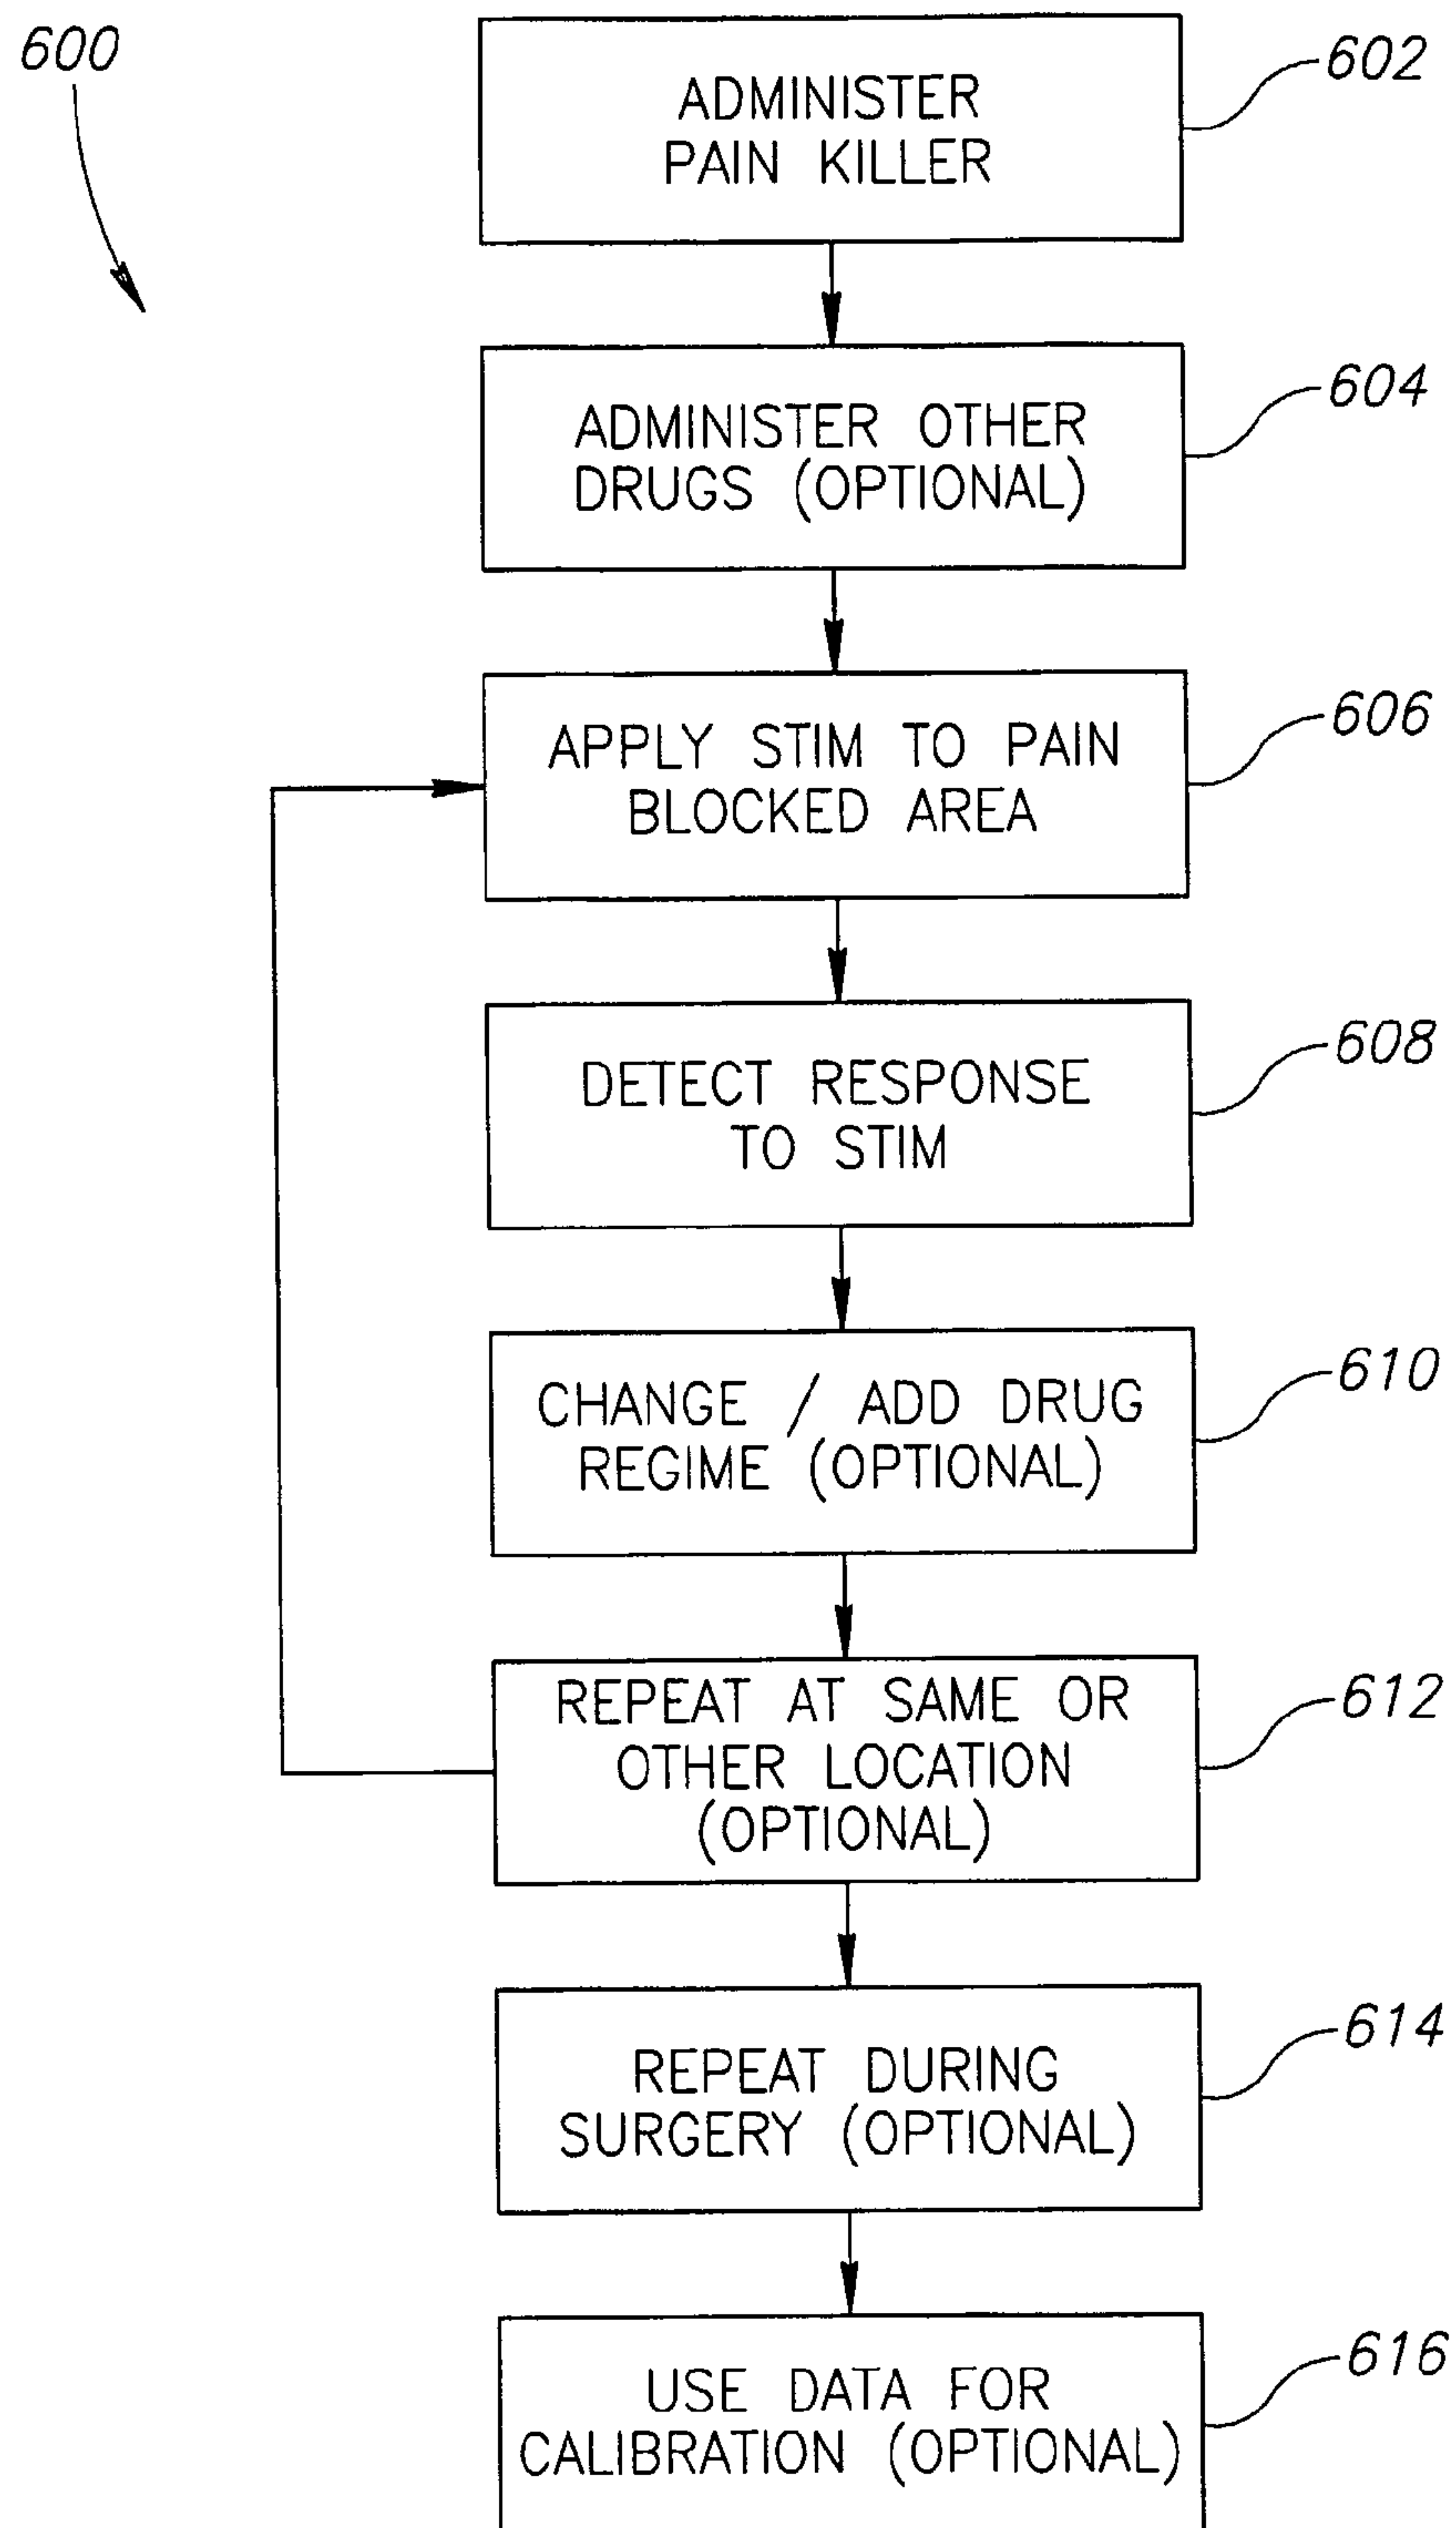 600
602
ADMINISTER
PAIN KILLER
604
ADMINISTER OTHER
DRUGS (OPTIONAL)
606
APPLY STIM TO PAIN
BLOCKED AREA
608
DETECT RESPONSE
TO STIM
610
CHANGE / ADD DRUG
REGIME (OPTIONAL)
612
REPEAT AT SAME OR
OTHER LOCATION
(OPTIONAL)
614
REPEAT DURING
SURGERY (OPTIONAL)
616
USE DATA FOR
CALIBRATION (OPTIONAL)